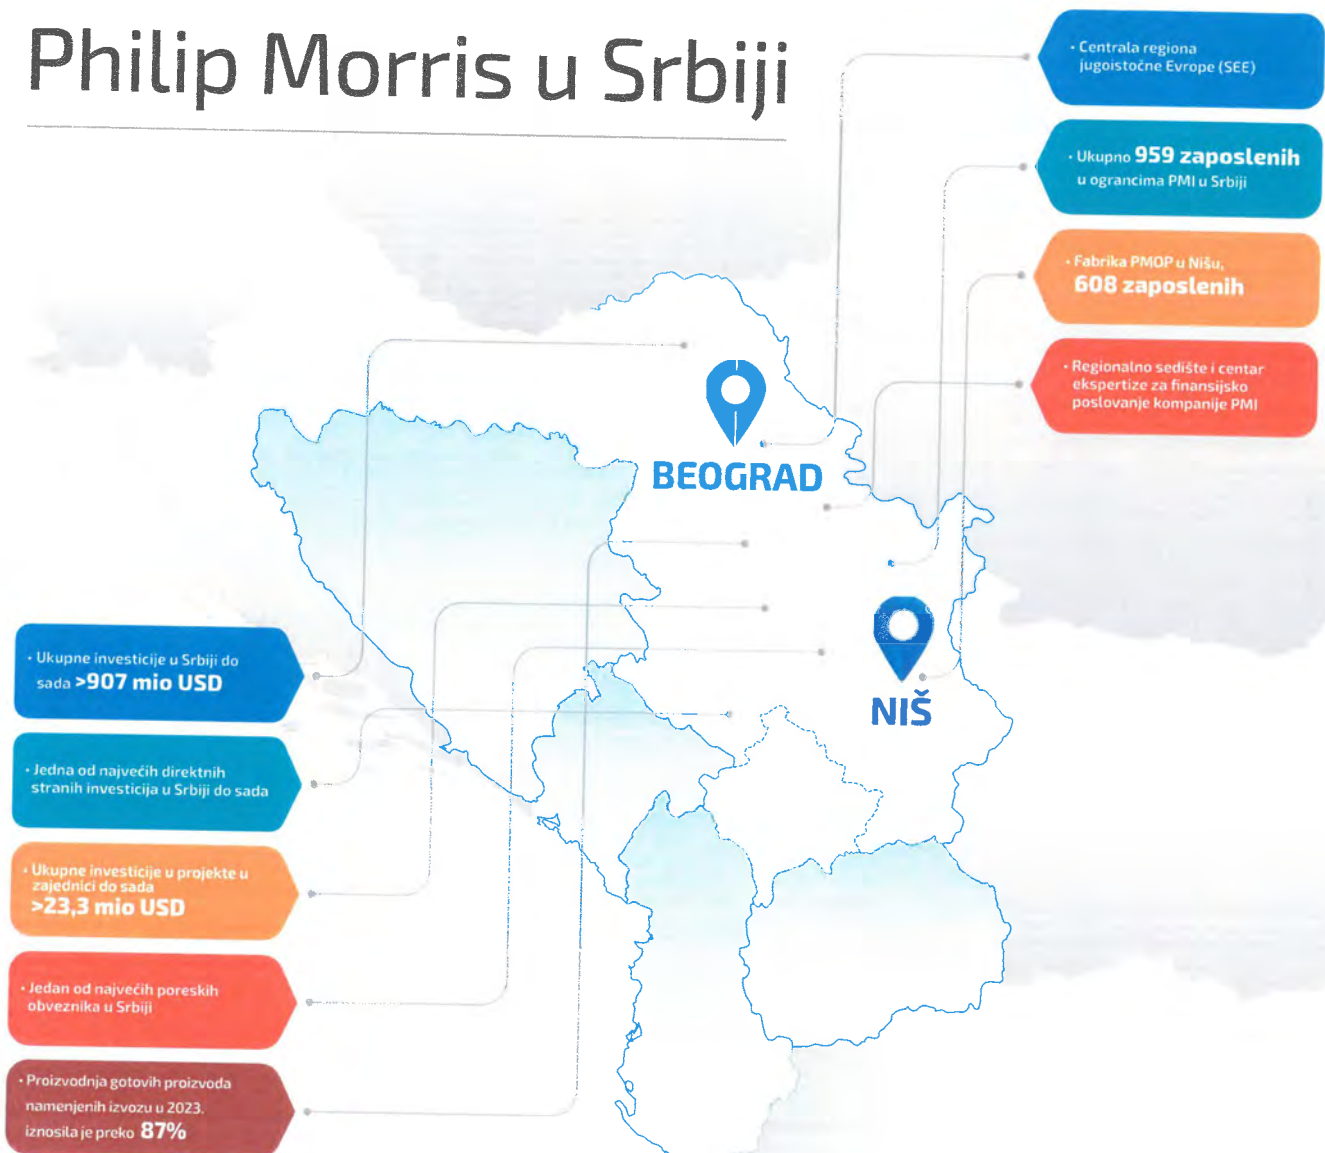 Philip Morris u Srbiji
• Centrala regiona
jugoistočne Evrope (SEE)
• Ukupno 959 zaposlenih
u ograncima PMI u Srbiji
• Fabrika PMOP u Nišu,
608 zaposlenih
• Regionalno sedište i centar
ekspertize za finansijsko
poslovanje kompanije PMI
BEOGRAD
NIŠ
• Ukupne investicije u Srbiji do
sada >907 mio USD
• Jedna od najvećih direktnih
stranih investicija u Srbiji do sada
• Ukupne investicije u projekte u
zajednici do sada
>23,3 mio USD
• Jedan od najvećih poreskih
obveznika u Srbiji
• Proizvodnja gotovih proizvoda
namenjenih izvozu u 2023.
iznosila je preko 87%